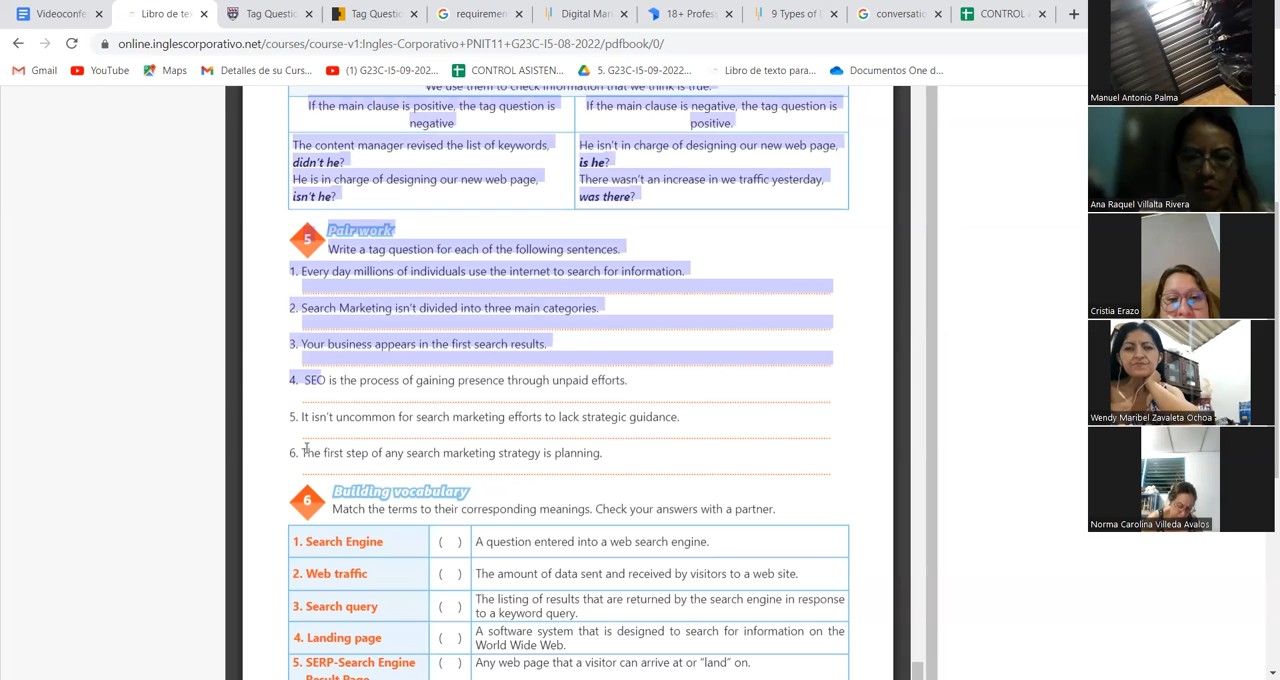 Videoconfe
Libro de tex
Tag Questio
Tag Questio
requiremen
Digital Mar
18+ Profes
9 Types of D
conversatio
CONTROL A
online.inglescorporativo.net/courses/course-v1:Ingles-Corporativo+PNIT11+G23C-I5-08-2022/pdfbook/0/
Gmail
YouTube
Maps
Detalles de su Curs...
(1) G23C-I5-09-202...
CONTROL ASISTEN...
5. G23C-I5-09-202...
Libro de texto para...
Documentos One d...
We use them to check information that we think is true.
If the main clause is positive, the tag question is negative
If the main clause is negative, the tag question is positive.
The content manager revised the list of keywords,
didn't he?
He is in charge of designing our new web page,
isn't he?
He isn't in charge of designing our new web page,
is he?
There wasn't an increase in we traffic yesterday,
was there?
5 Pair work
Write a tag question for each of the following sentences.
1. Every day millions of individuals use the internet to search for information.
2. Search Marketing isn't divided into three main categories.
3. Your business appears in the first search results.
4. SEO is the process of gaining presence through unpaid efforts.
5. It isn't uncommon for search marketing efforts to lack strategic guidance.
6. The first step of any search marketing strategy is planning.
6 Building vocabulary
Match the terms to their corresponding meanings. Check your answers with a partner.
1. Search Engine ( ) A question entered into a web search engine.
2. Web traffic ( ) The amount of data sent and received by visitors to a web site.
3. Search query ( ) The listing of results that are returned by the search engine in response to a keyword query.
4. Landing page ( ) A software system that is designed to search for information on the World Wide Web.
5. SERP-Search Engine Result Page ( ) Any web page that a visitor can arrive at or "land" on.
Manuel Antonio Palma
Ana Raquel Villalta Rivera
Cristia Erazo
Wendy Maribel Zavaleta Ochoa
Norma Carolina Villeda Avalos